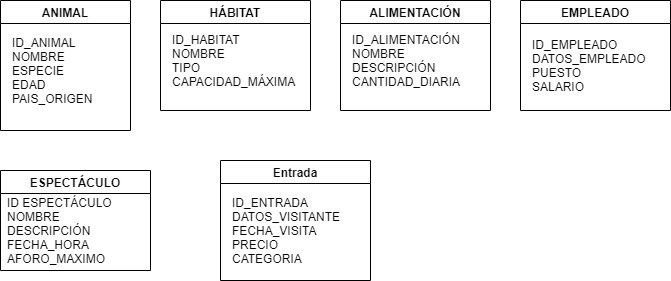 ANIMAL
ID_ANIMAL
NOMBRE
ESPECIE
EDAD
PAIS_ORIGEN
HÁBITAT
ID_HABITAT
NOMBRE
TIPO
CAPACIDAD_MÁXIMA
ALIMENTACIÓN
ID_ALIMENTACIÓN
NOMBRE
DESCRIPCIÓN
CANTIDAD_DIARIA
EMPLEADO
ID_EMPLEADO
DATOS_EMPLEADO
PUESTO
SALARIO
ESPECTÁCULO
ID ESPECTÁCULO
NOMBRE
DESCRIPCIÓN
FECHA_HORA
AFORO_MAXIMO
Entrada
ID_ENTRADA
DATOS_VISITANTE
FECHA_VISITA
PRECIO
CATEGORIA